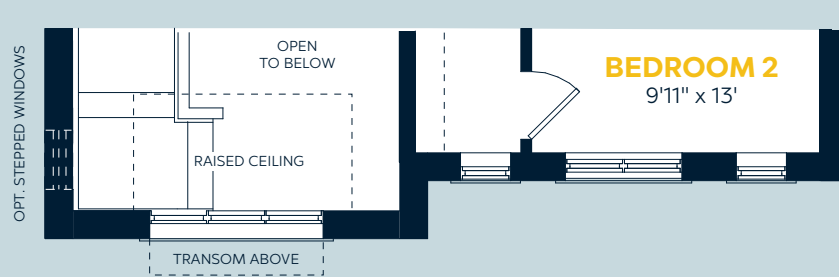 OPT. STEPPED WINDOWS
OPEN
TO BELOW
RAISED CEILING
TRANSOM ABOVE
BEDROOM 2
9'11" x 13'